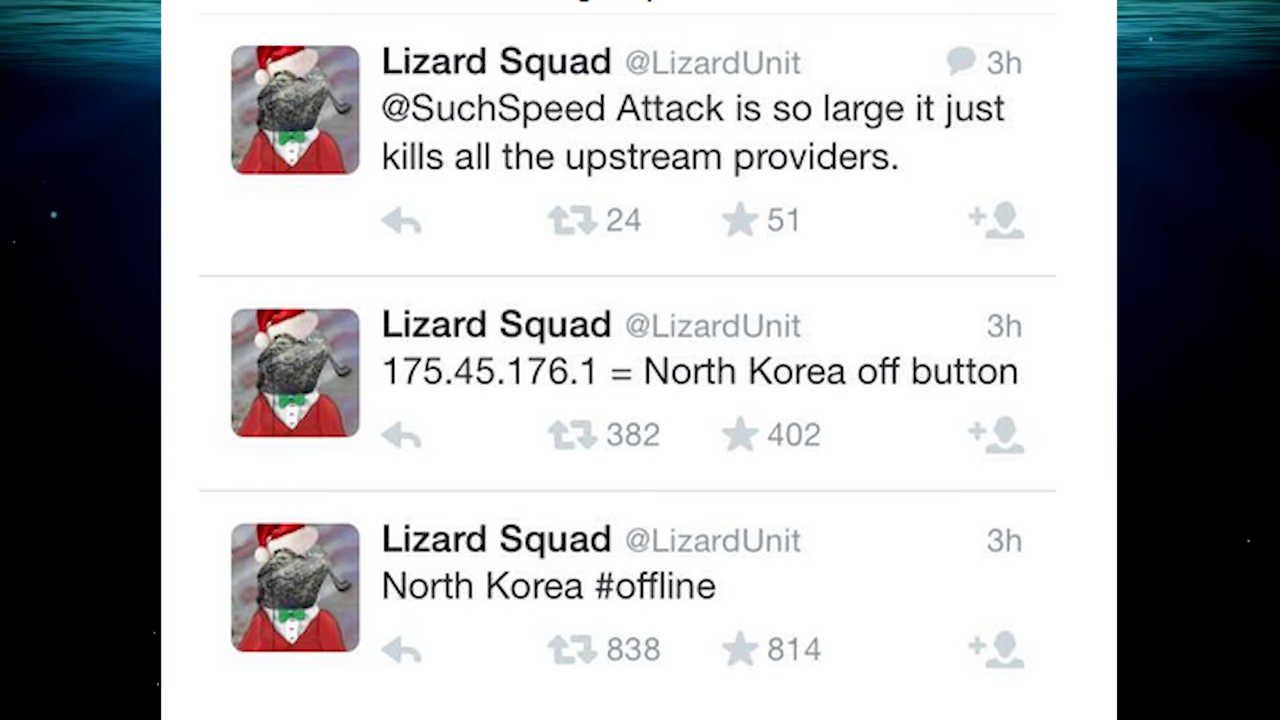 Lizard Squad @LizardUnit 3h
@SuchSpeed Attack is so large it just
kills all the upstream providers.
24 51
Lizard Squad @LizardUnit 3h
175.45.176.1 = North Korea off button
382 402
Lizard Squad @LizardUnit 3h
North Korea #offline
838 814